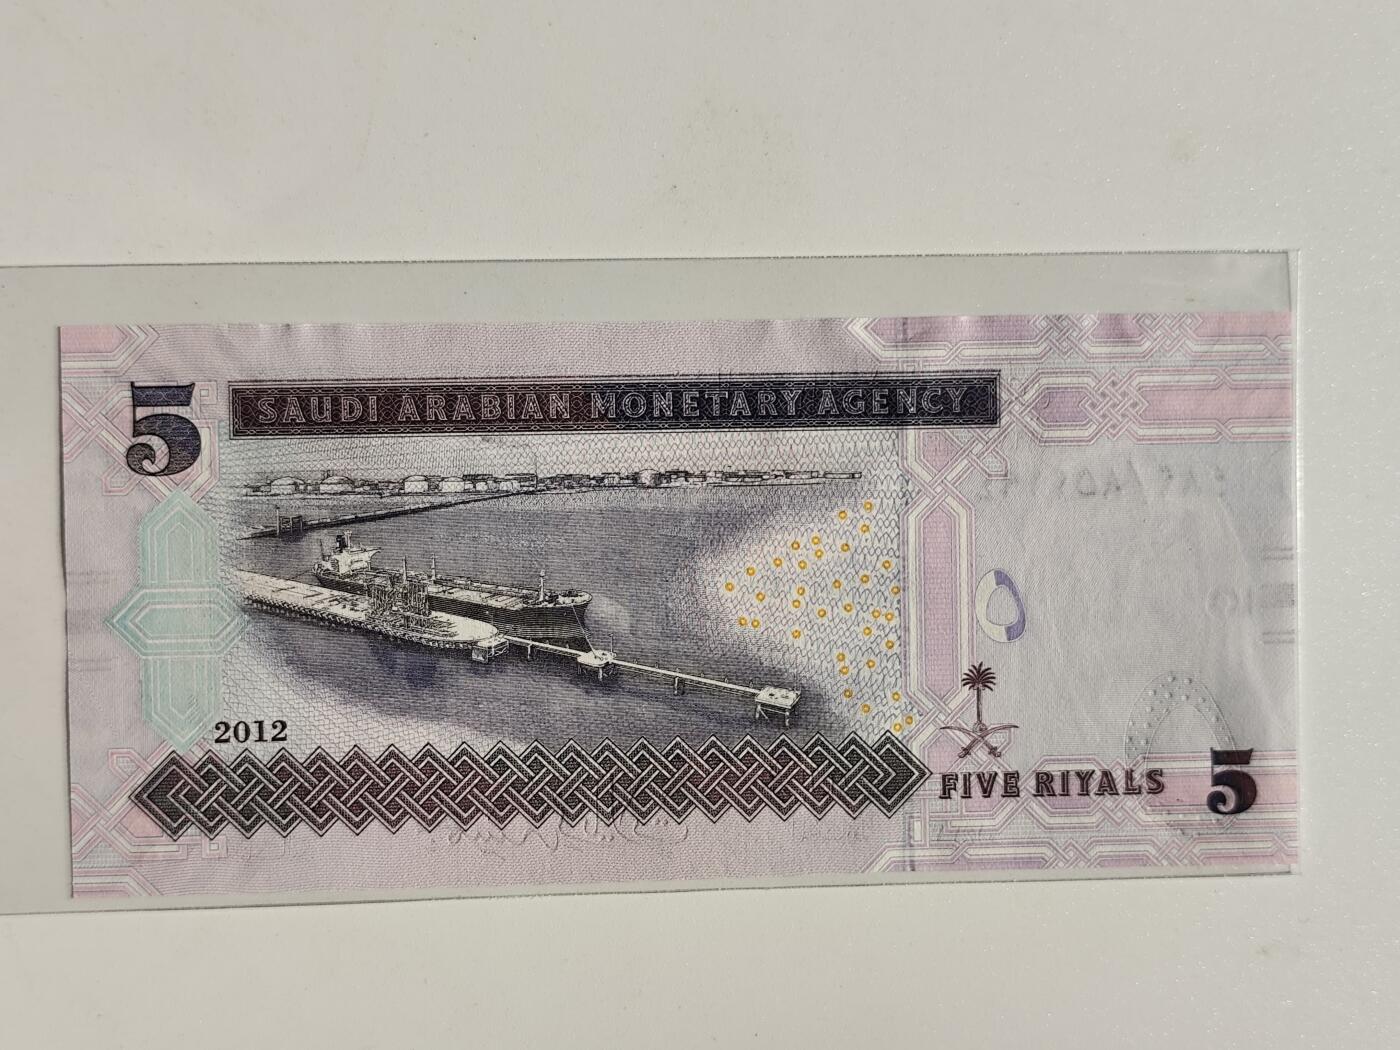 5
SAUDI ARABIAN MONETARY AGENCY
2012
FIVE RIYALS
5